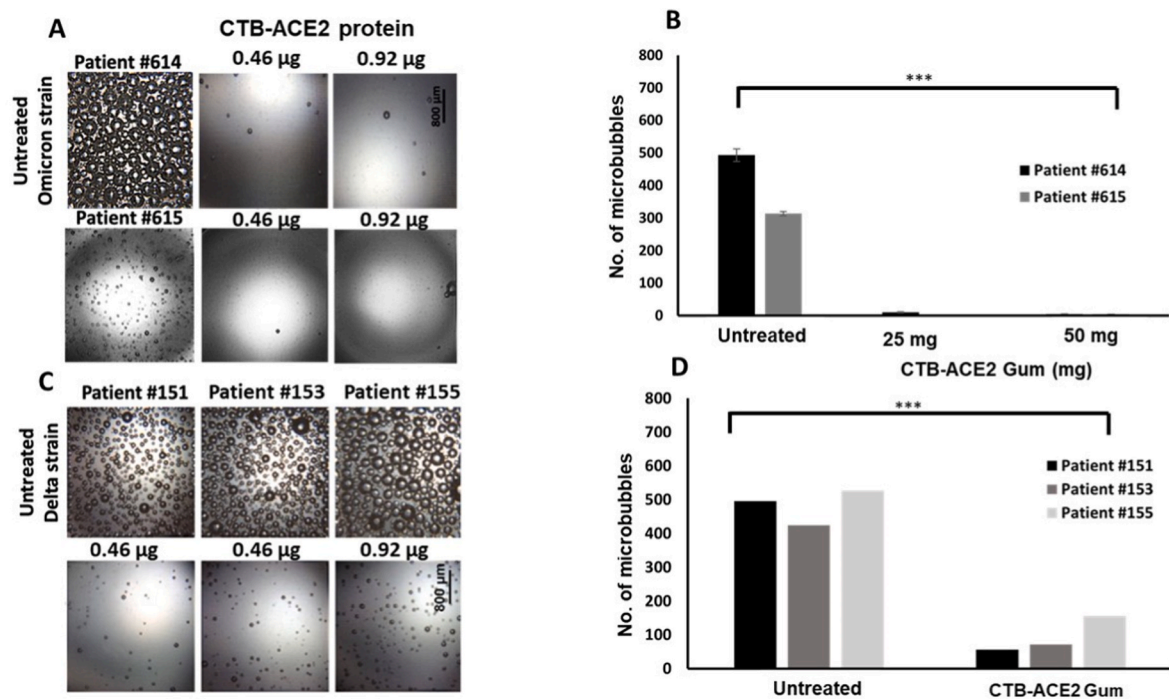 A
CTB-ACE2 protein
Patient #614
0.46 µg
0.92 µg
Untreated
Omicron strain
800 µm
Patient #615
0.46 µg
0.92 µg
B
800
700
600
500
400
300
200
100
0
No. of microbubbles
***
Patient #614
Patient #615
Untreated
25 mg
50 mg
CTB-ACE2 Gum (mg)
C
Patient #151
Patient #153
Patient #155
Untreated
Delta strain
0.46 µg
0.46 µg
0.92 µg
800 µm
D
800
700
600
500
400
300
200
100
0
No. of microbubbles
***
Patient #151
Patient #153
Patient #155
Untreated
CTB-ACE2 Gum